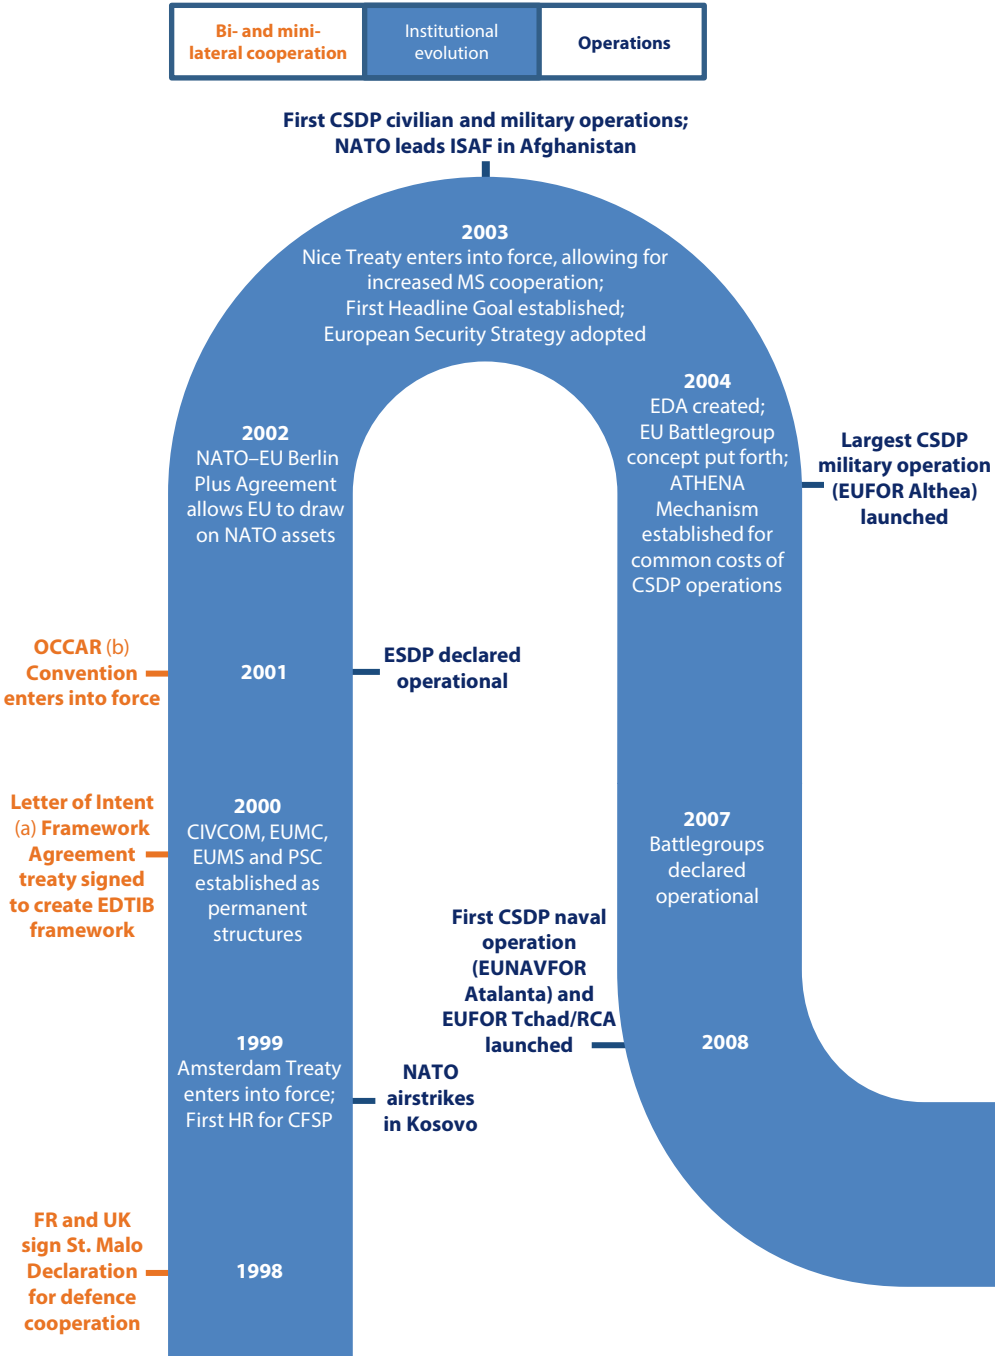 Bi- and mini-
lateral cooperation
Institutional
evolution
Operations
First CSDP civilian and military operations;
NATO leads ISAF in Afghanistan
2003
Nice Treaty enters into force, allowing for
increased MS cooperation;
First Headline Goal established;
European Security Strategy adopted
2004
EDA created;
EU Battlegroup
concept put forth;
ATHENA
Mechanism
established for
common costs of
CSDP operations
Largest CSDP
military operation
(EUFOR Althea)
launched
2002
NATO–EU Berlin
Plus Agreement
allows EU to draw
on NATO assets
OCCAR (b)
Convention
enters into force
2001
ESDP declared
operational
Letter of Intent
(a) Framework
Agreement
treaty signed
to create EDTIB
framework
2000
CIVCOM, EUMC,
EUMS and PSC
established as
permanent
structures
2007
Battlegroups
declared
operational
First CSDP naval
operation
(EUNAVFOR
Atalanta) and
EUFOR Tchad/RCA
launched
2008
1999
Amsterdam Treaty
enters into force;
First HR for CFSP
NATO
airstrikes
in Kosovo
FR and UK
sign St. Malo
Declaration
for defence
cooperation
1998